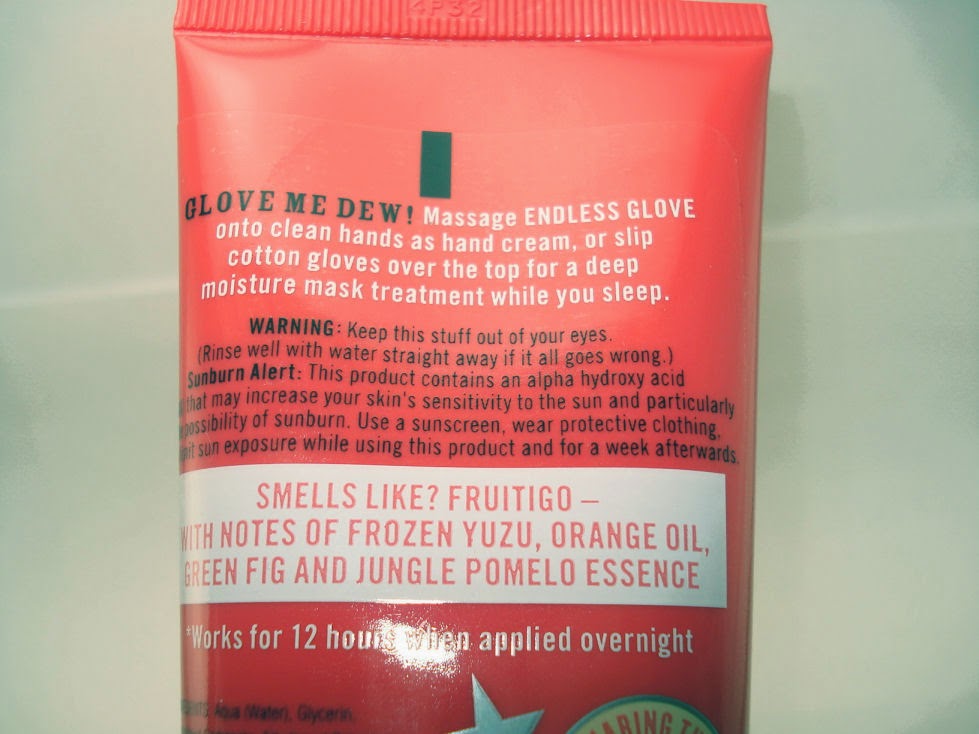 4P32
GLOVE ME DEW! Massage ENDLESS GLOVE
onto clean hands as hand cream, or slip
cotton gloves over the top for a deep
moisture mask treatment while you sleep.
WARNING: Keep this stuff out of your eyes.
(Rinse well with water straight away if it all goes wrong.)
Sunburn Alert: This product contains an alpha hydroxy acid
that may increase your skin's sensitivity to the sun and particularly
possibility of sunburn. Use a sunscreen, wear protective clothing,
sun exposure while using this product and for a week afterwards.
SMELLS LIKE? FRUITIGO –
WITH NOTES OF FROZEN YUZU, ORANGE OIL,
GREEN FIG AND JUNGLE POMELO ESSENCE
*Works for 12 hours when applied overnight
Aqua (Water), Glycerin,